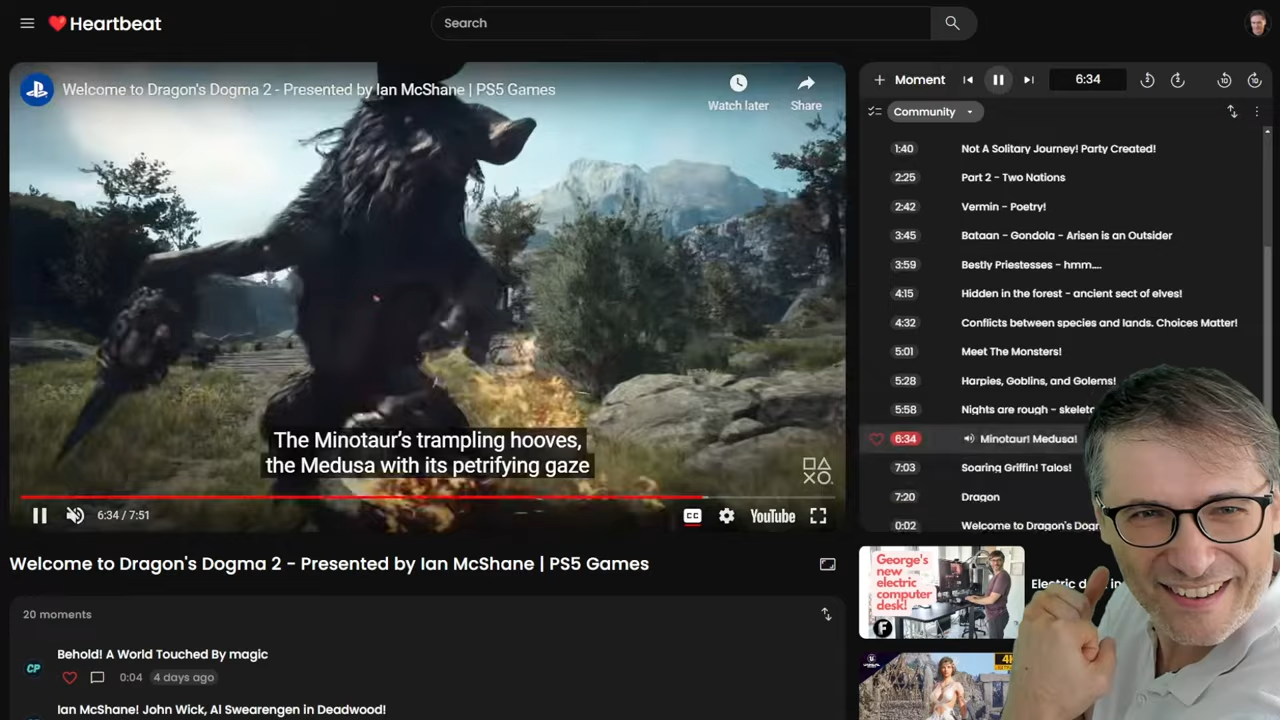 Heartbeat
Search
Welcome to Dragon's Dogma 2 - Presented by Ian McShane | PS5 Games
Watch later
Share
The Minotaur's trampling hooves,
the Medusa with its petrifying gaze
6:34 / 7:51
CC
YouTube
Welcome to Dragon's Dogma 2 - Presented by Ian McShane | PS5 Games
20 moments
CP
Behold! A World Touched By magic
0:04
4 days ago
Ian McShane! John Wick, Al Swearengen in Deadwood!
Moment
6:34
Community
1:40 Not A Solitary Journey! Party Created!
2:25 Part 2 - Two Nations
2:42 Vermin - Poetry!
3:45 Bataan - Gondola - Arisen is an Outsider
3:59 Bestly Priestesses - hmm....
4:15 Hidden in the forest - ancient sect of elves!
4:32 Conflicts between species and lands. Choices Matter!
5:01 Meet The Monsters!
5:28 Harpies, Goblins, and Golems!
5:58 Nights are rough - skelet
6:34 Minotaur! Medusa!
7:03 Soaring Griffin! Talos!
7:20 Dragon
0:02 Welcome to Dragon's Dog
George's
new
electric
computer
desk!
F
Electric de